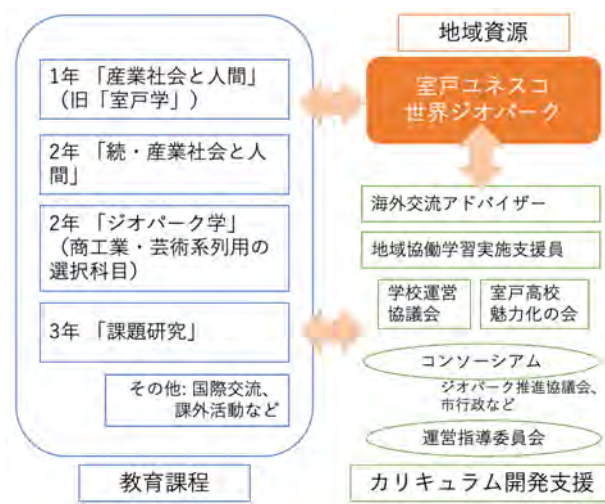 1年 「産業社会と人間」
（旧「室戸学」）
2年 「続・産業社会と人
間」
2年 「ジオパーク学」
（商工業・芸術系列用の
選択科目）
3年 「課題研究」
その他: 国際交流、
課外活動など
教育課程
地域資源
室戸ユネスコ
世界ジオパーク
海外交流アドバイザー
地域協働学習実施支援員
学校運営
協議会
室戸高校
魅力化の会
コンソーシアム
ジオパーク推進協議会、
市行政など
運営指導委員会
カリキュラム開発支援